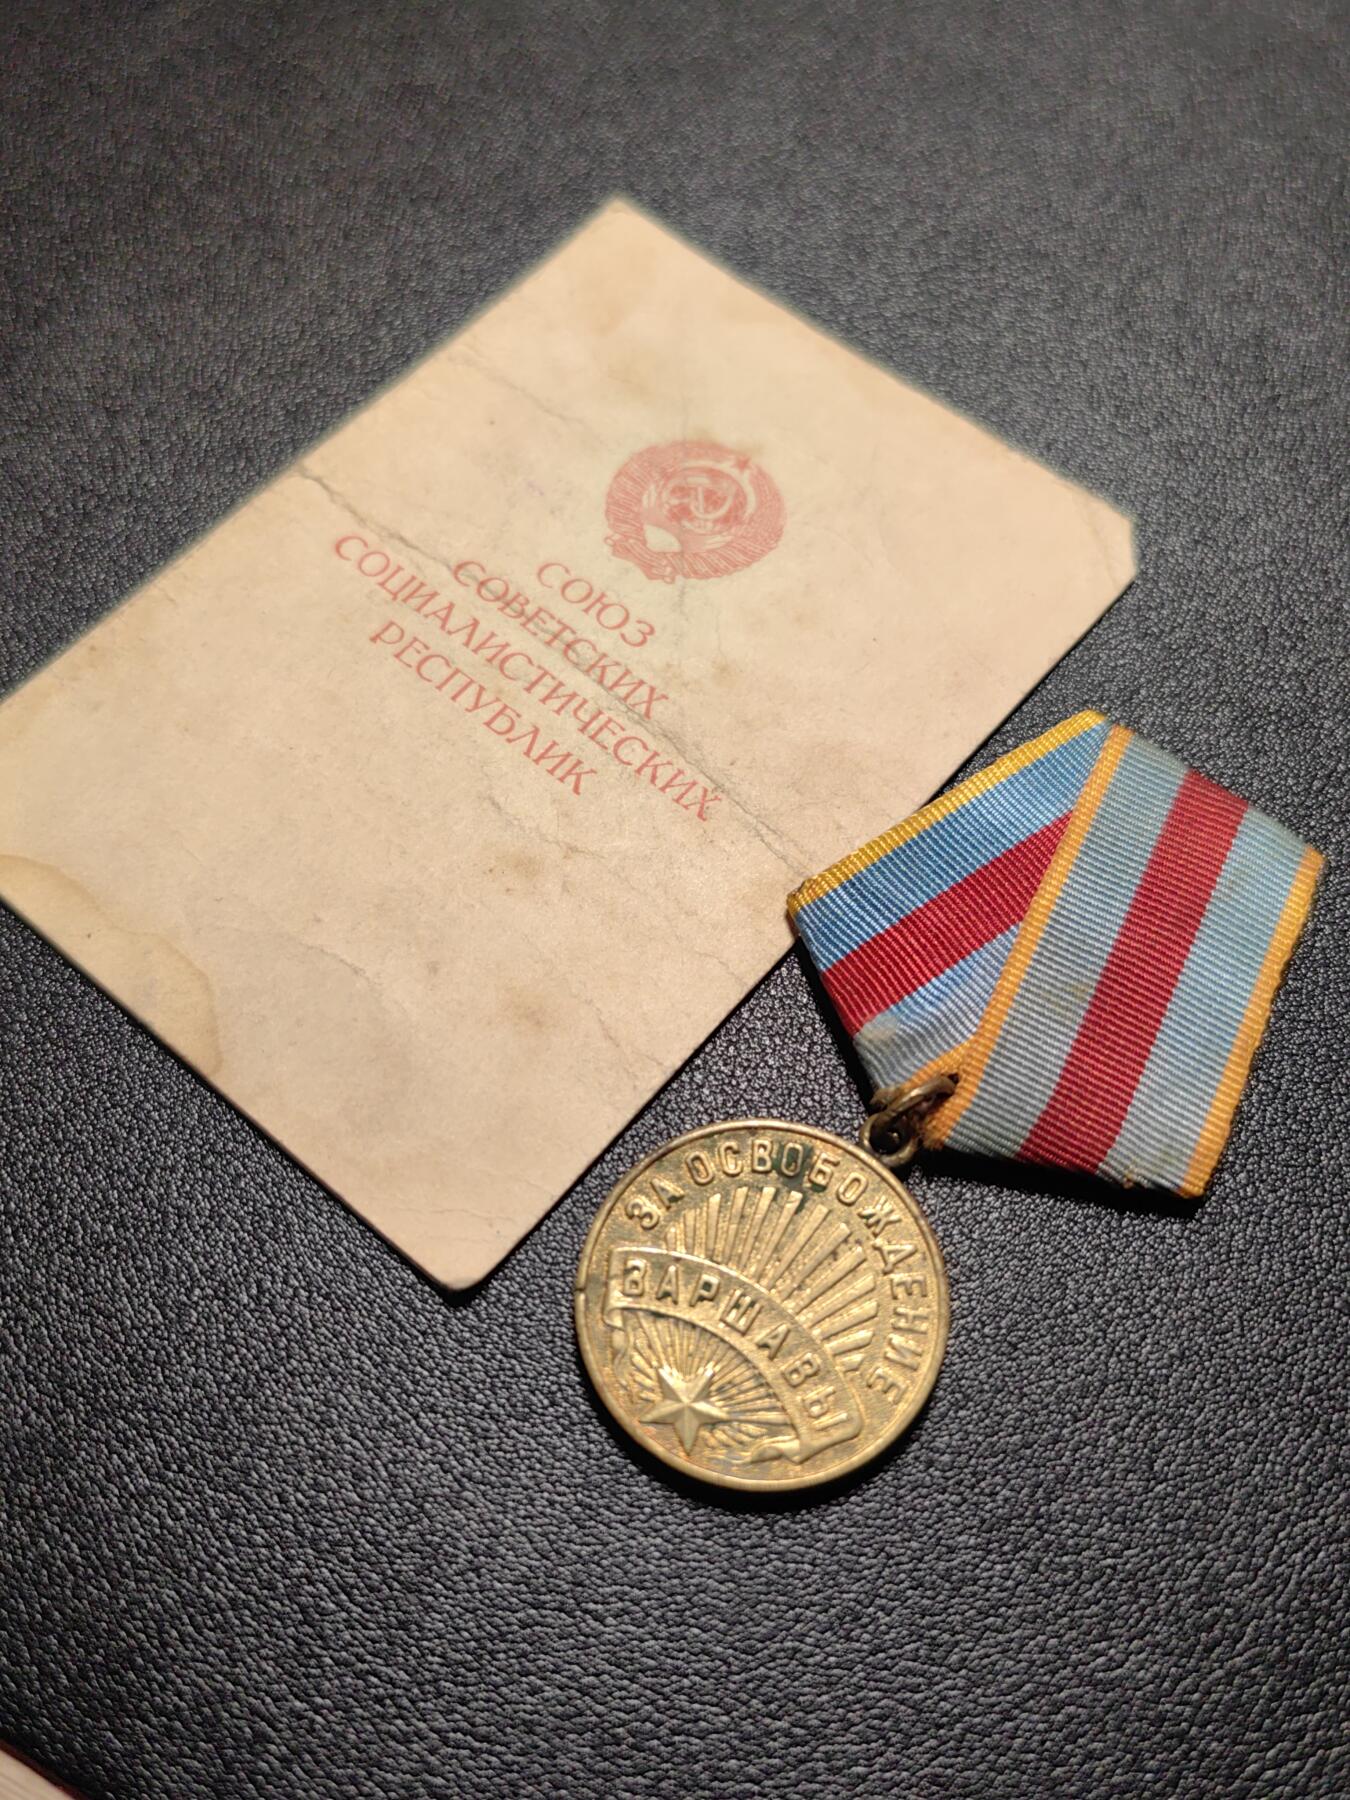 СОЮЗ
СОВЕТСКИХ
СОЦИАЛИСТИЧЕСКИХ
РЕСПУБЛИК
ЗА ОСВОБОЖДЕНИЕ
ВАРШАВЫ